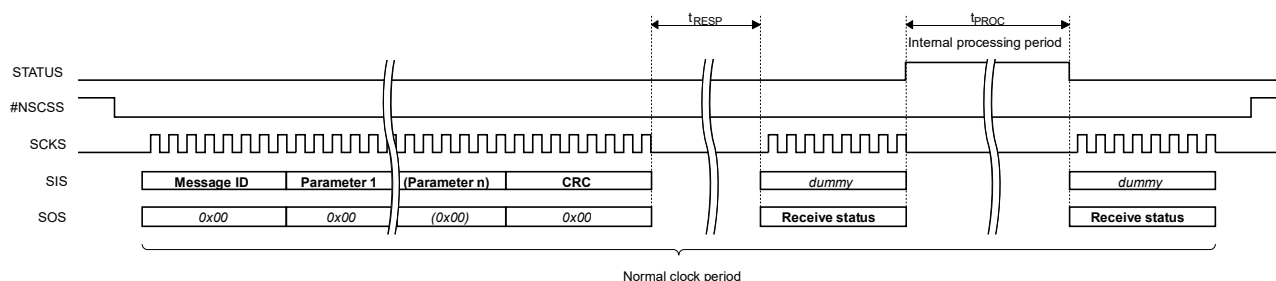 tRESP
tPROC
Internal processing period
STATUS
#NSCSS
SCKS
SIS
Message ID
Parameter 1
(Parameter n)
CRC
dummy
dummy
SOS
0x00
0x00
(0x00)
0x00
Receive status
Receive status
Normal clock period